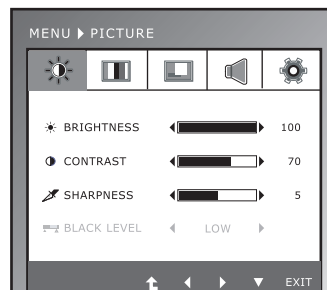 MENU PICTURE
BRIGHTNESS 100
CONTRAST 70
SHARPNESS 5
BLACK LEVEL LOW
EXIT